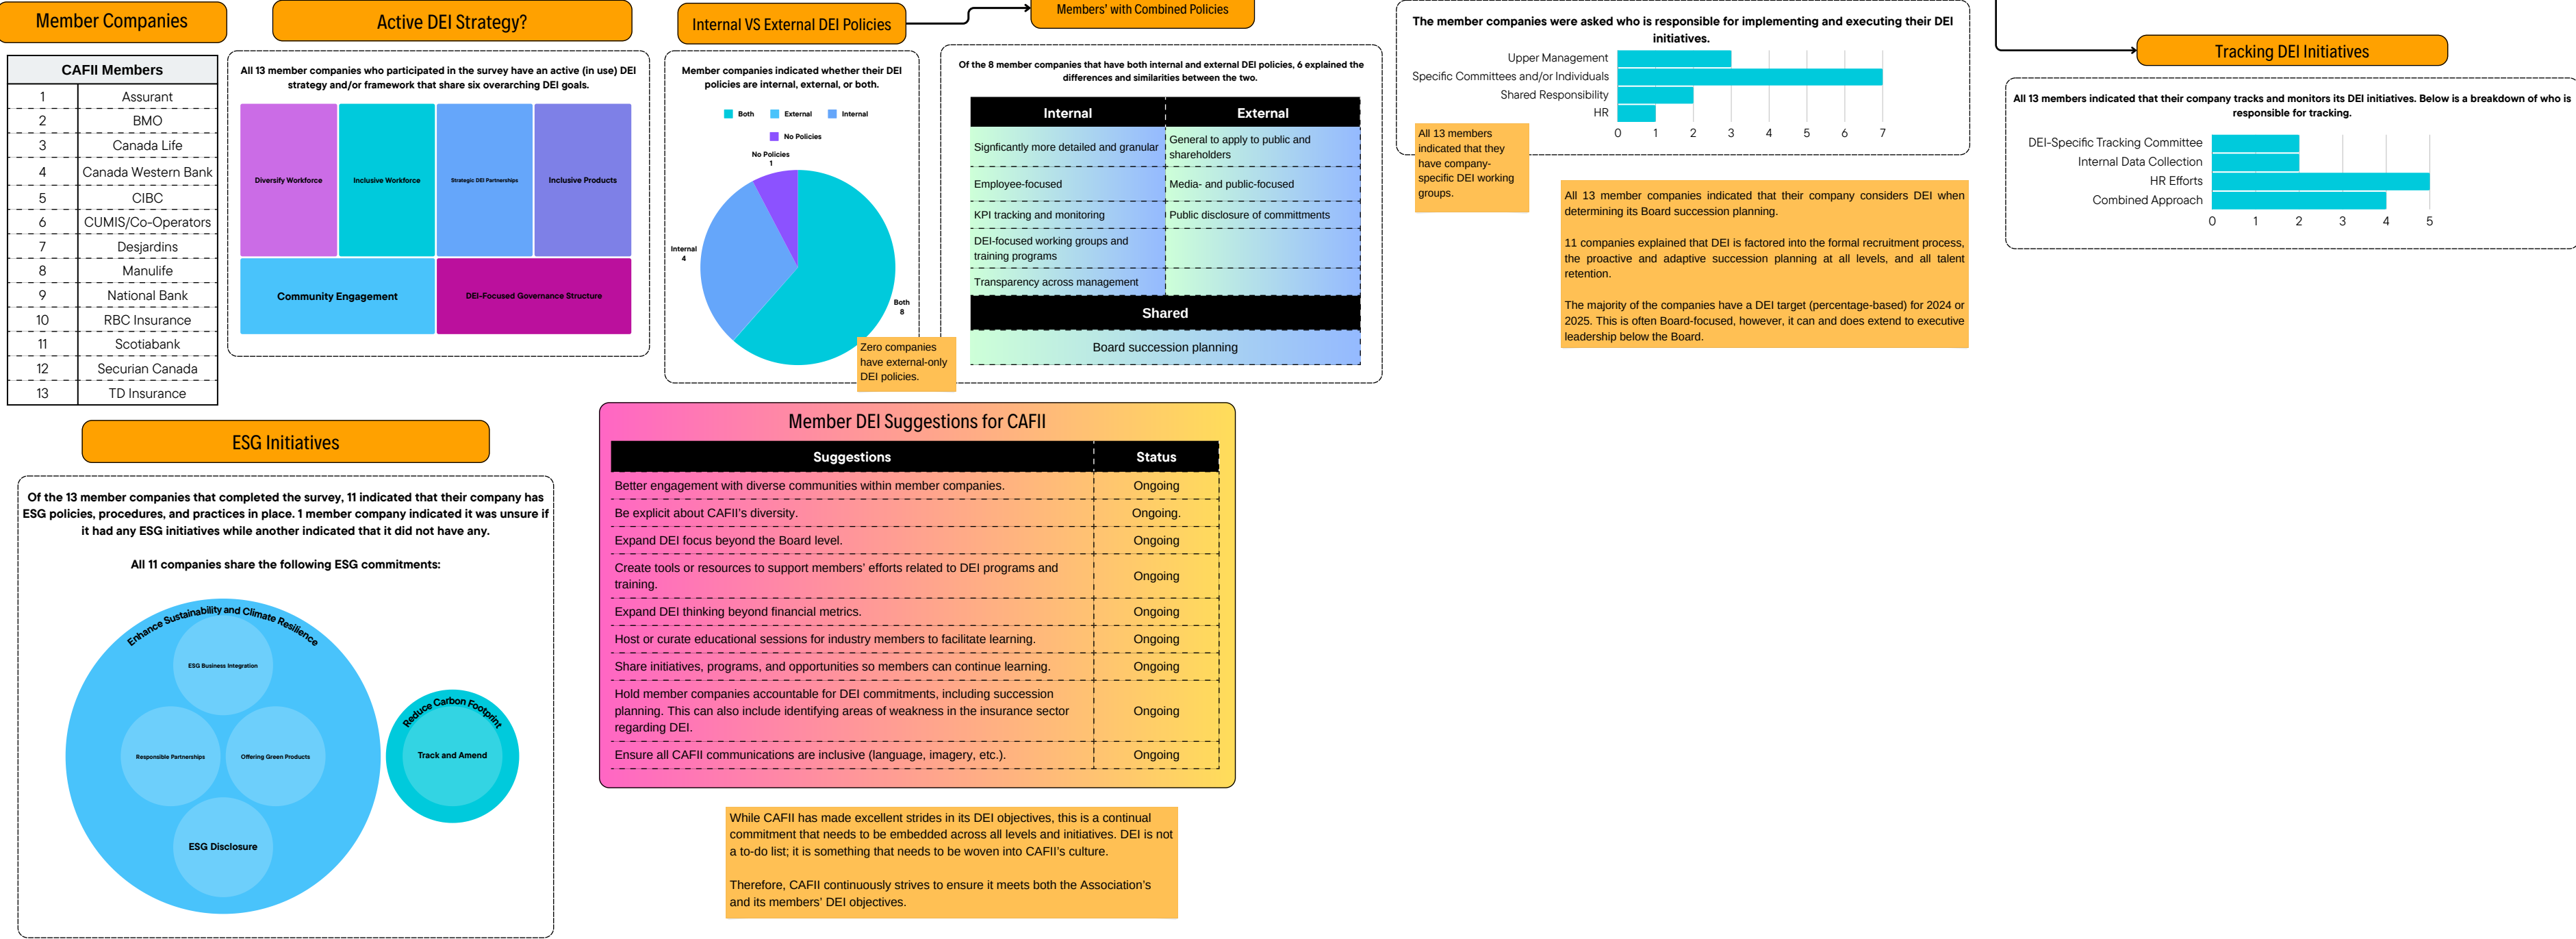 Member Companies
CAFII Members
1 Assurant
2 BMO
3 Canada Life
4 Canada Western Bank
5 CIBC
6 CUMIS/Co-Operators
7 Desjardins
8 Manulife
9 National Bank
10 RBC Insurance
11 Scotiabank
12 Securian Canada
13 TD Insurance
Active DEI Strategy?
All 13 member companies who participated in the survey have an active (in use) DEI
strategy and/or framework that share six overarching DEI goals.
Diversify Workforce
Inclusive Workforce
Strategic DEI Partnerships
Inclusive Products
Community Engagement
DEI-Focused Governance Structure
Internal VS External DEI Policies
Member companies indicated whether their DEI
policies are internal, external, or both.
Both External Internal
No Policies
No Policies
1
Internal
4
Both
8
Zero companies
have external-only
DEI policies.
Members' with Combined Policies
Of the 8 member companies that have both internal and external DEI policies, 6 explained the
differences and similarities between the two.
Internal External
Signficantly more detailed and granular
General to apply to public and
shareholders
Employee-focused
Media- and public-focused
KPI tracking and monitoring
Public disclosure of committments
DEI-focused working groups and
training programs
Transparency across management
Shared
Board succession planning
The member companies were asked who is responsible for implementing and executing their DEI
initiatives.
Upper Management
Specific Committees and/or Individuals
Shared Responsibility
HR
0 1 2 3 4 5 6 7
All 13 members
indicated that they
have company-
specific DEI working
groups.
All 13 member companies indicated that their company considers DEI when
determining its Board succession planning.
11 companies explained that DEI is factored into the formal recruitment process,
the proactive and adaptive succession planning at all levels, and all talent
retention.
The majority of the companies have a DEI target (percentage-based) for 2024 or
2025. This is often Board-focused, however, it can and does extend to executive
leadership below the Board.
Tracking DEI Initiatives
All 13 members indicated that their company tracks and monitors its DEI initiatives. Below is a breakdown of who is
responsible for tracking.
DEI-Specific Tracking Committee
Internal Data Collection
HR Efforts
Combined Approach
0 1 2 3 4 5
ESG Initiatives
Of the 13 member companies that completed the survey, 11 indicated that their company has
ESG policies, procedures, and practices in place. 1 member company indicated it was unsure if
it had any ESG initiatives while another indicated that it did not have any.
All 11 companies share the following ESG commitments:
Enhance Sustainability and Climate Resilience
ESG Business Integration
Responsible Partnerships
Offering Green Products
ESG Disclosure
Reduce Carbon Footprint
Track and Amend
Member DEI Suggestions for CAFII
Suggestions Status
Better engagement with diverse communities within member companies. Ongoing
Be explicit about CAFII's diversity. Ongoing.
Expand DEI focus beyond the Board level. Ongoing
Create tools or resources to support members' efforts related to DEI programs and
training.
Ongoing
Expand DEI thinking beyond financial metrics. Ongoing
Host or curate educational sessions for industry members to facilitate learning. Ongoing
Share initiatives, programs, and opportunities so members can continue learning. Ongoing
Hold member companies accountable for DEI commitments, including succession
planning. This can also include identifying areas of weakness in the insurance sector
regarding DEI.
Ongoing
Ensure all CAFII communications are inclusive (language, imagery, etc.). Ongoing
While CAFII has made excellent strides in its DEI objectives, this is a continual
commitment that needs to be embedded across all levels and initiatives. DEI is not
a to-do list; it is something that needs to be woven into CAFII's culture.
Therefore, CAFII continuously strives to ensure it meets both the Association's
and its members' DEI objectives.